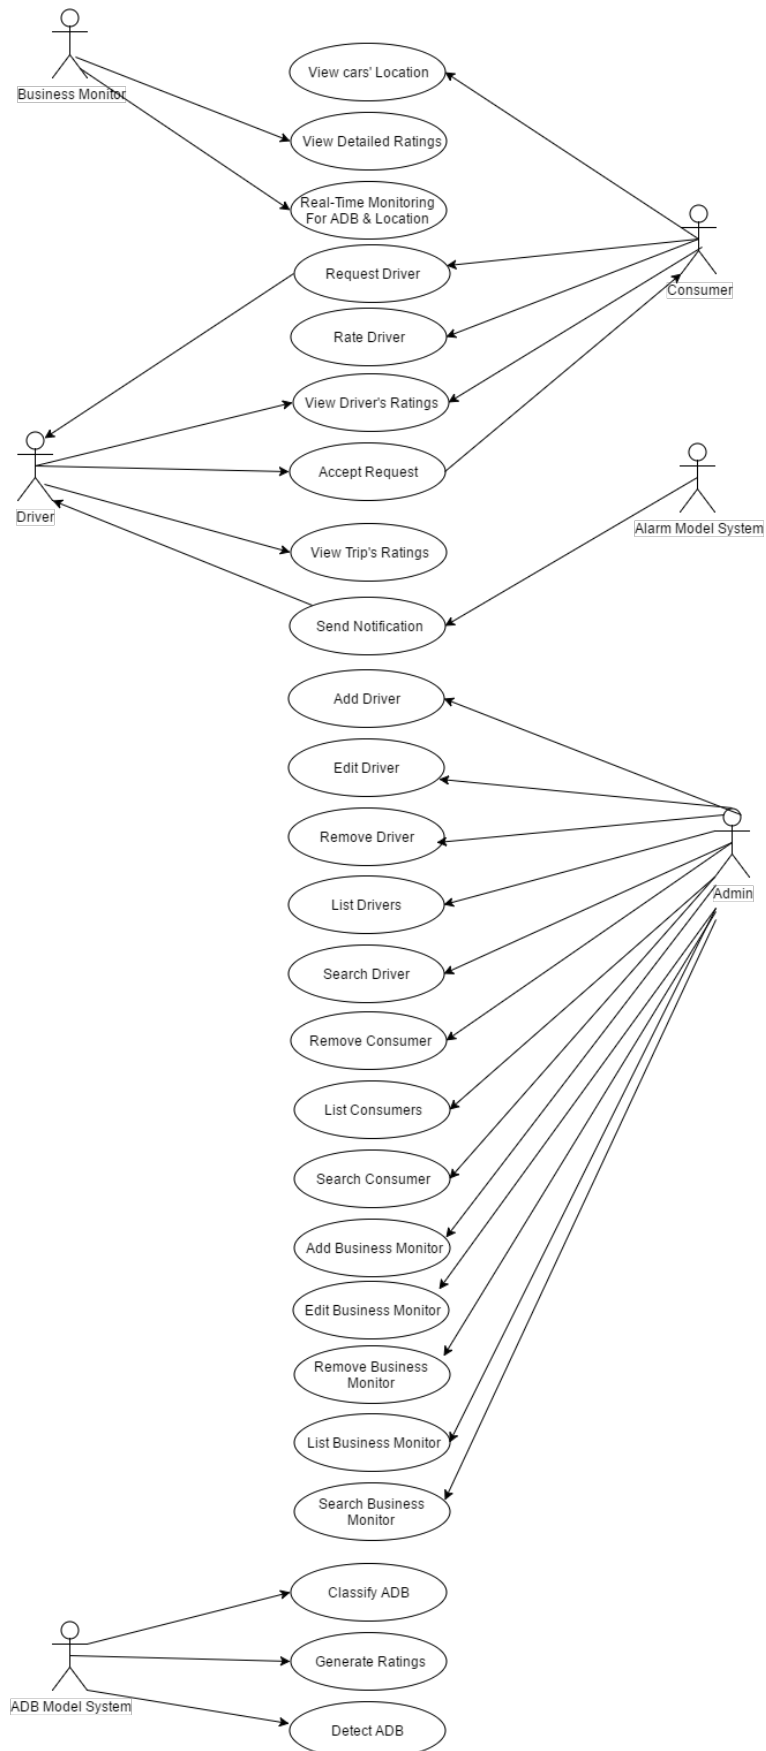 Business Monitor
View cars' Location
View Detailed Ratings
Real-Time Monitoring
For ADB & Location
Request Driver
Consumer
Rate Driver
View Driver's Ratings
Accept Request
Driver
Alarm Model System
View Trip's Ratings
Send Notification
Add Driver
Edit Driver
Remove Driver
Admin
List Drivers
Search Driver
Remove Consumer
List Consumers
Search Consumer
Add Business Monitor
Edit Business Monitor
Remove Business
Monitor
List Business Monitor
Search Business
Monitor
Classify ADB
Generate Ratings
ADB Model System
Detect ADB